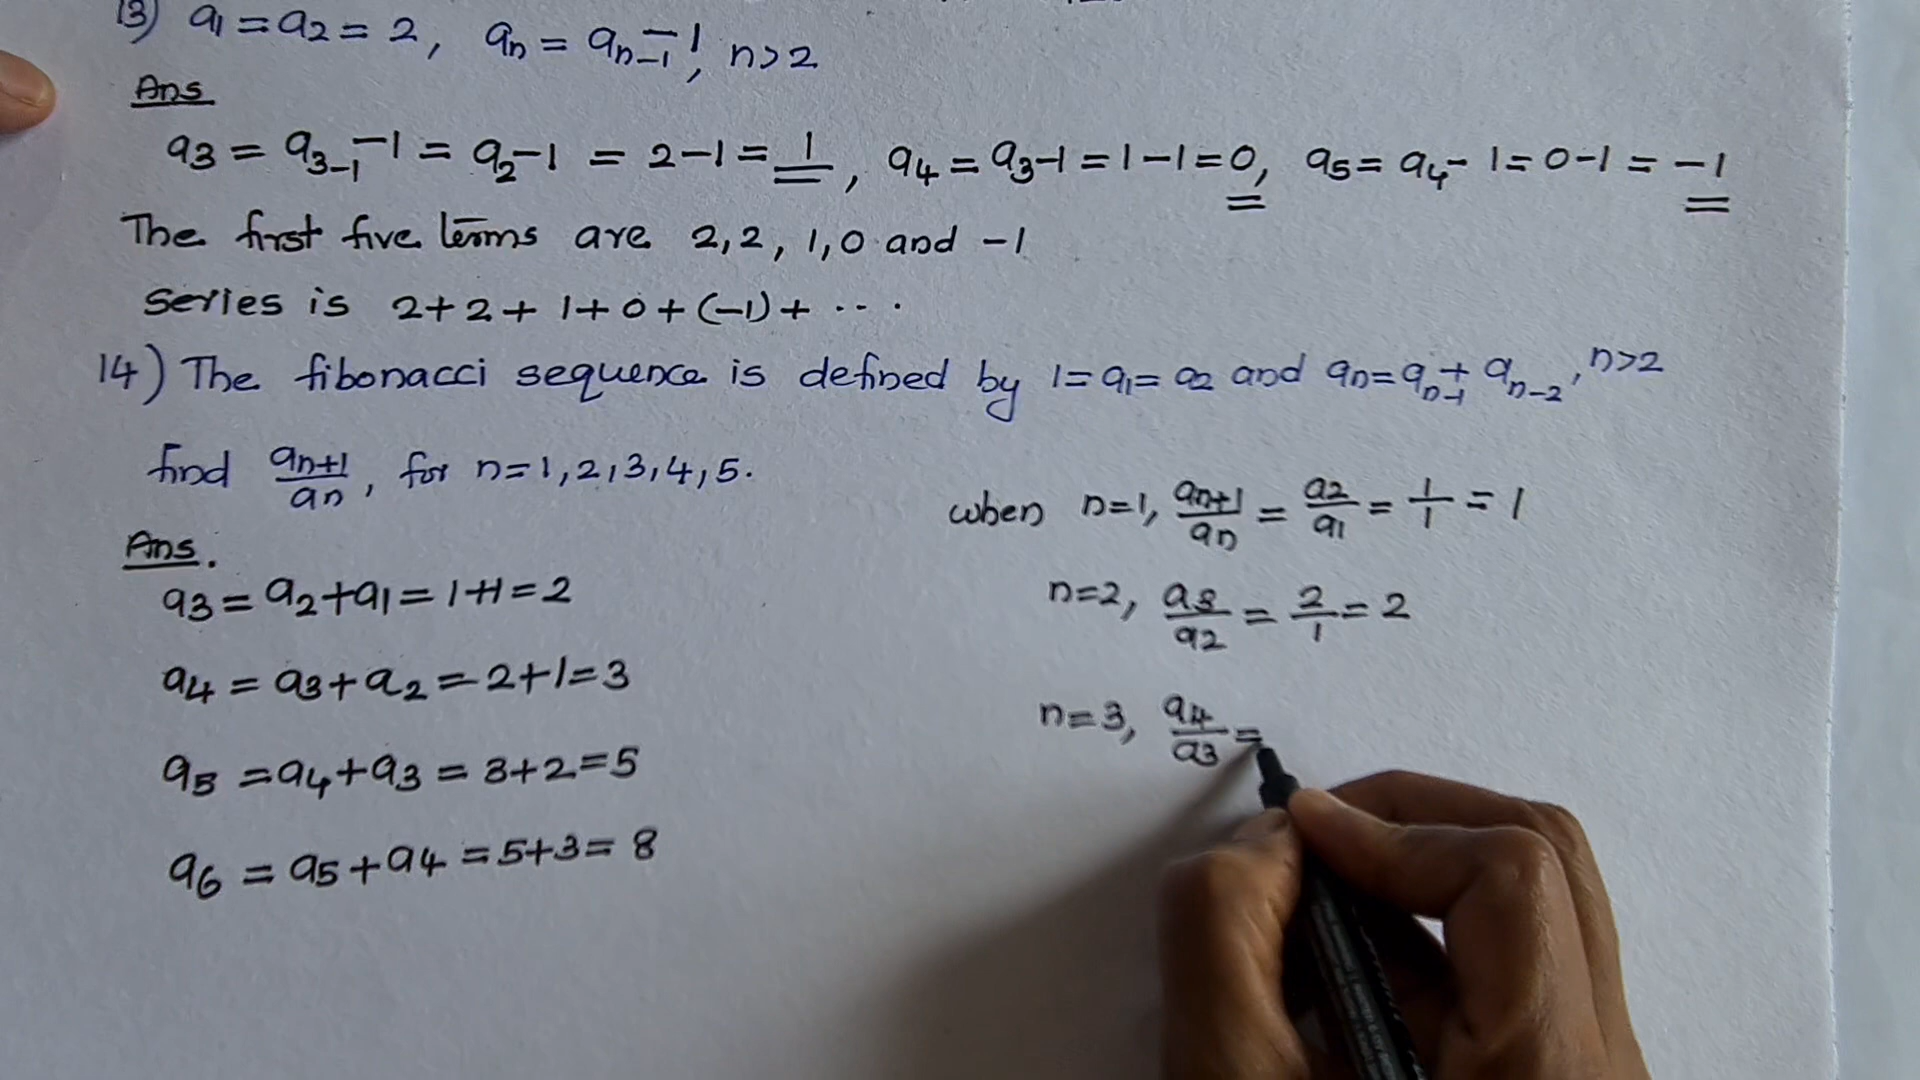 13) a₁ = a₂ = 2, aₙ = aₙ₋₁ - 1, n>2
Ans
a₃ = a₃₋₁ - 1 = a₂ - 1 = 2 - 1 = 1, a₄ = a₃ - 1 = 1 - 1 = 0, a₅ = a₄ - 1 = 0 - 1 = -1
The first five terms are 2, 2, 1, 0 and -1
Series is 2 + 2 + 1 + 0 + (-1) + ...
14) The fibonacci sequence is defined by 1 = a₁ = a₂ and aₙ = aₙ₋₁ + aₙ₋₂, n>2
find aₙ₊₁/aₙ, for n = 1, 2, 3, 4, 5.
Ans.
a₃ = a₂ + a₁ = 1 + 1 = 2
a₄ = a₃ + a₂ = 2 + 1 = 3
a₅ = a₄ + a₃ = 3 + 2 = 5
a₆ = a₅ + a₄ = 5 + 3 = 8
when n = 1, aₙ₊₁/aₙ = a₂/a₁ = 1/1 = 1
n = 2, a₃/a₂ = 2/1 = 2
n = 3, a₄/a₃ =